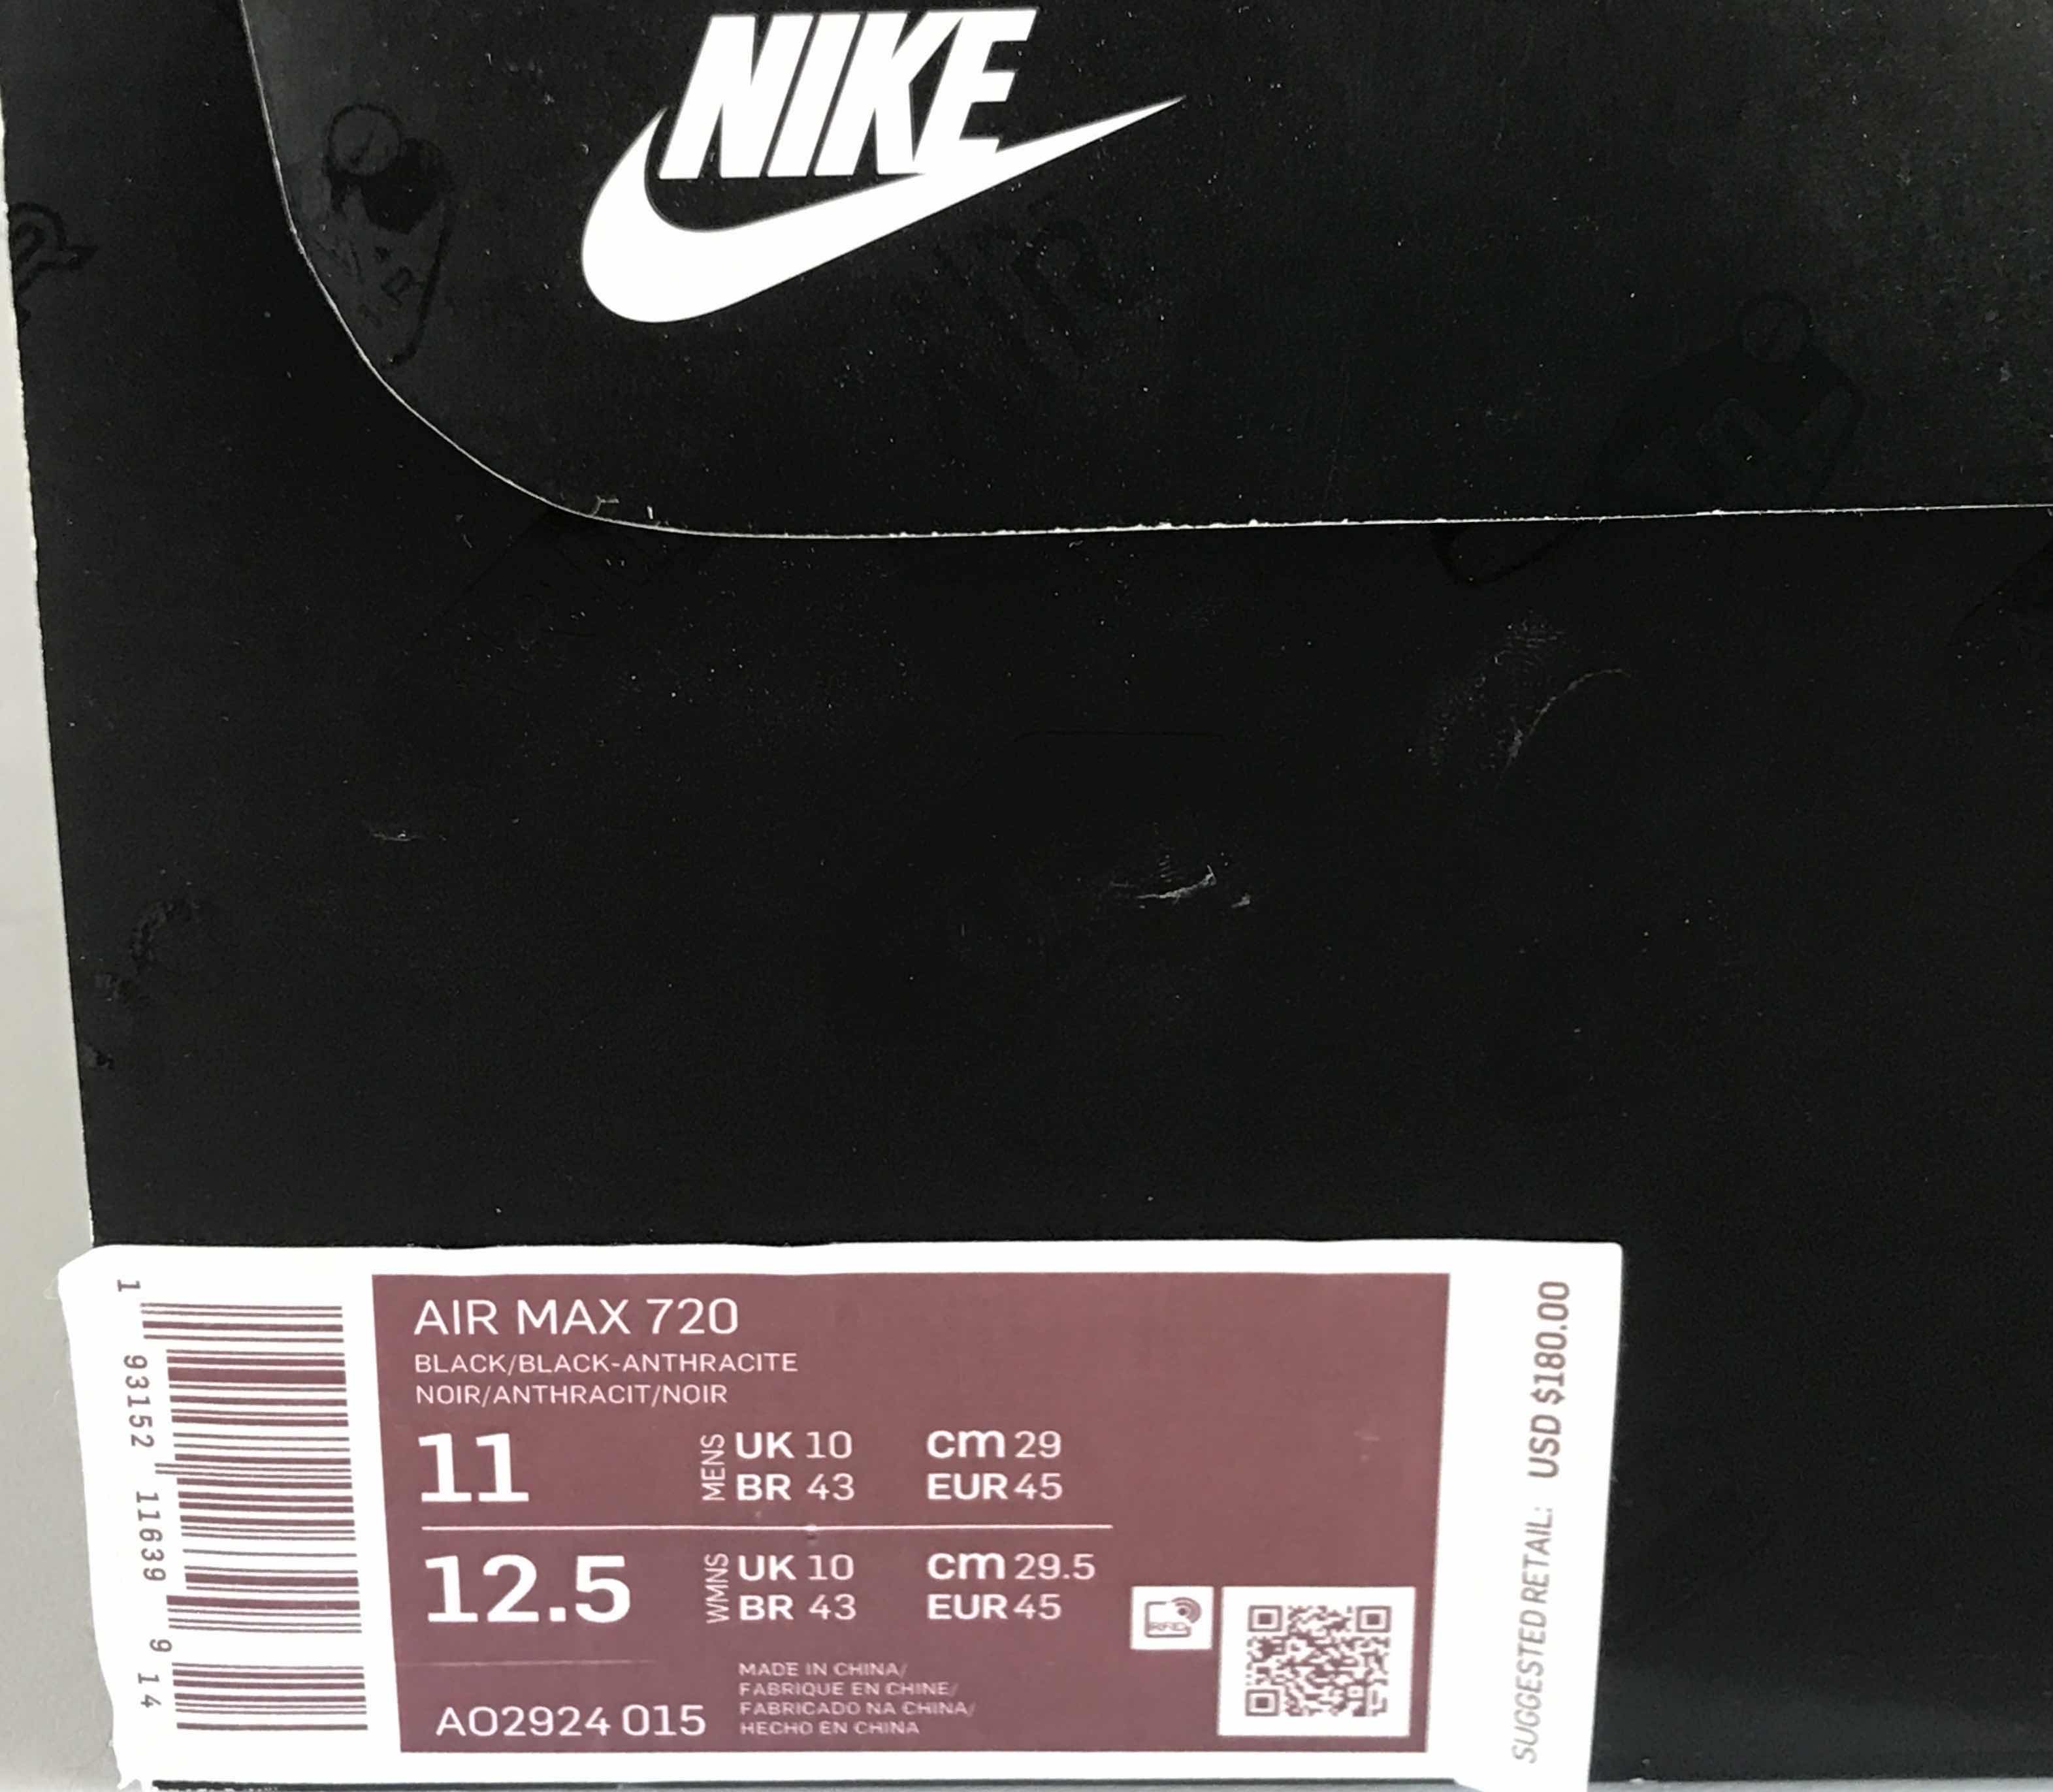 NIKE
AIR MAX 720
BLACK/BLACK-ANTHRACITE
NOIR/ANTHRACIT/NOIR
11 MENS UK 10 cm 29
BR 43 EUR 45
12.5 WMNS UK 10 cm 29.5
BR 43 EUR 45
AO2924 015
MADE IN CHINA/
FABRIQUE EN CHINE/
FABRICADO NA CHINA/
HECHO EN CHINA
RFID
1 93152 11639 9 14
SUGGESTED RETAIL: USD $180.00